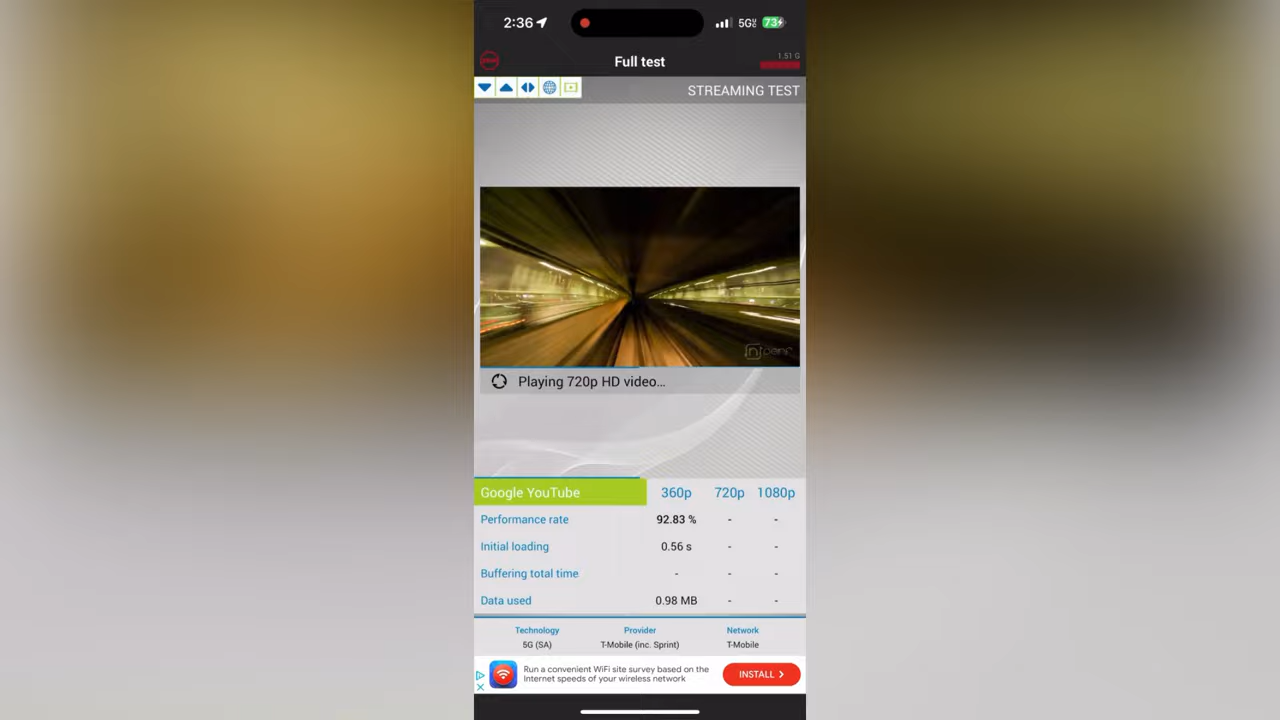 2:36
5G
73
Full test
1.51 G
STREAMING TEST
nperf
Playing 720p HD video...
Google YouTube 360p 720p 1080p
Performance rate 92.83 % - -
Initial loading 0.56 s - -
Buffering total time - - -
Data used 0.98 MB - -
Technology Provider Network
5G (SA) T-Mobile (inc. Sprint) T-Mobile
Run a convenient WiFi site survey based on the
Internet speeds of your wireless network
INSTALL